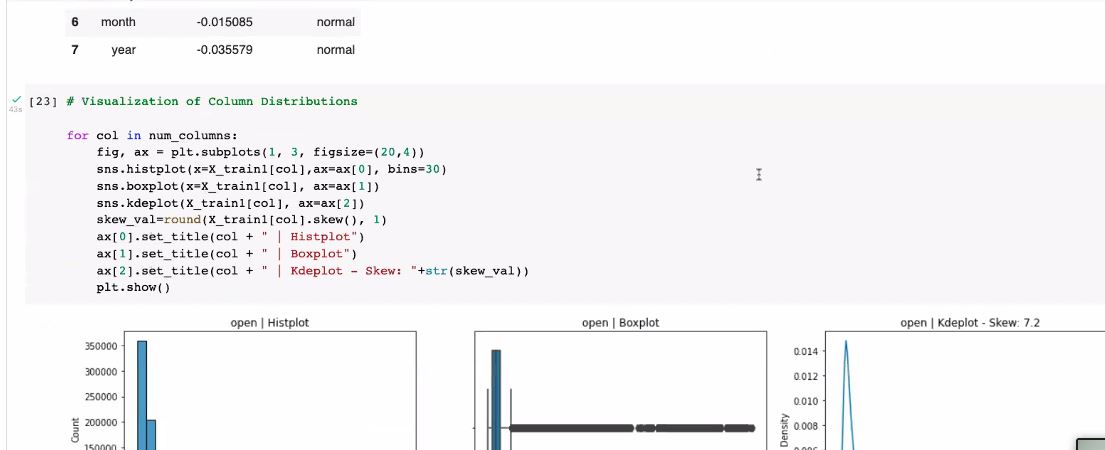 6 month -0.015085 normal
7 year -0.035579 normal
43s
[23] # Visualization of Column Distributions
for col in num_columns:
fig, ax = plt.subplots(1, 3, figsize=(20,4))
sns.histplot(x=X_train1[col],ax=ax[0], bins=30)
sns.boxplot(x=X_train1[col], ax=ax[1])
sns.kdeplot(X_train1[col], ax=ax[2])
skew_val=round(X_train1[col].skew(), 1)
ax[0].set_title(col + " | Histplot")
ax[1].set_title(col + " | Boxplot")
ax[2].set_title(col + " | Kdeplot - Skew: "+str(skew_val))
plt.show()
open | Histplot
350000
300000
250000
200000
150000
Count
open | Boxplot
open | Kdeplot - Skew: 7.2
0.014
0.012
0.010
0.008
Density